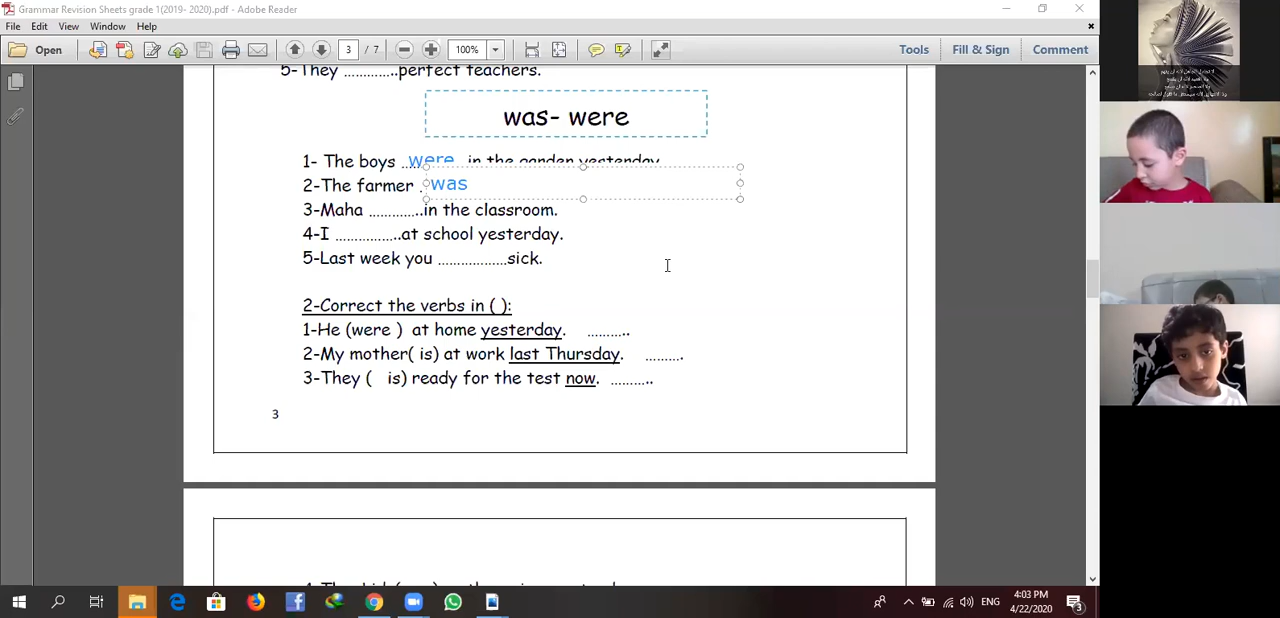 Grammar Revision Sheets grade 1(2019- 2020).pdf - Adobe Reader
File Edit View Window Help
Open 3 / 7 100% Tools Fill & Sign Comment
5-They ..............perfect teachers.
was- were
1- The boys ...were.. in the garden yesterday
2-The farmer . was
3-Maha ..............in the classroom.
4-I .................at school yesterday.
5-Last week you .................sick.
2-Correct the verbs in ( ):
1-He (were ) at home yesterday. ...........
2-My mother( is) at work last Thursday. ..........
3-They ( is) ready for the test now. ...........
3
ENG
4:03 PM
4/22/2020
3